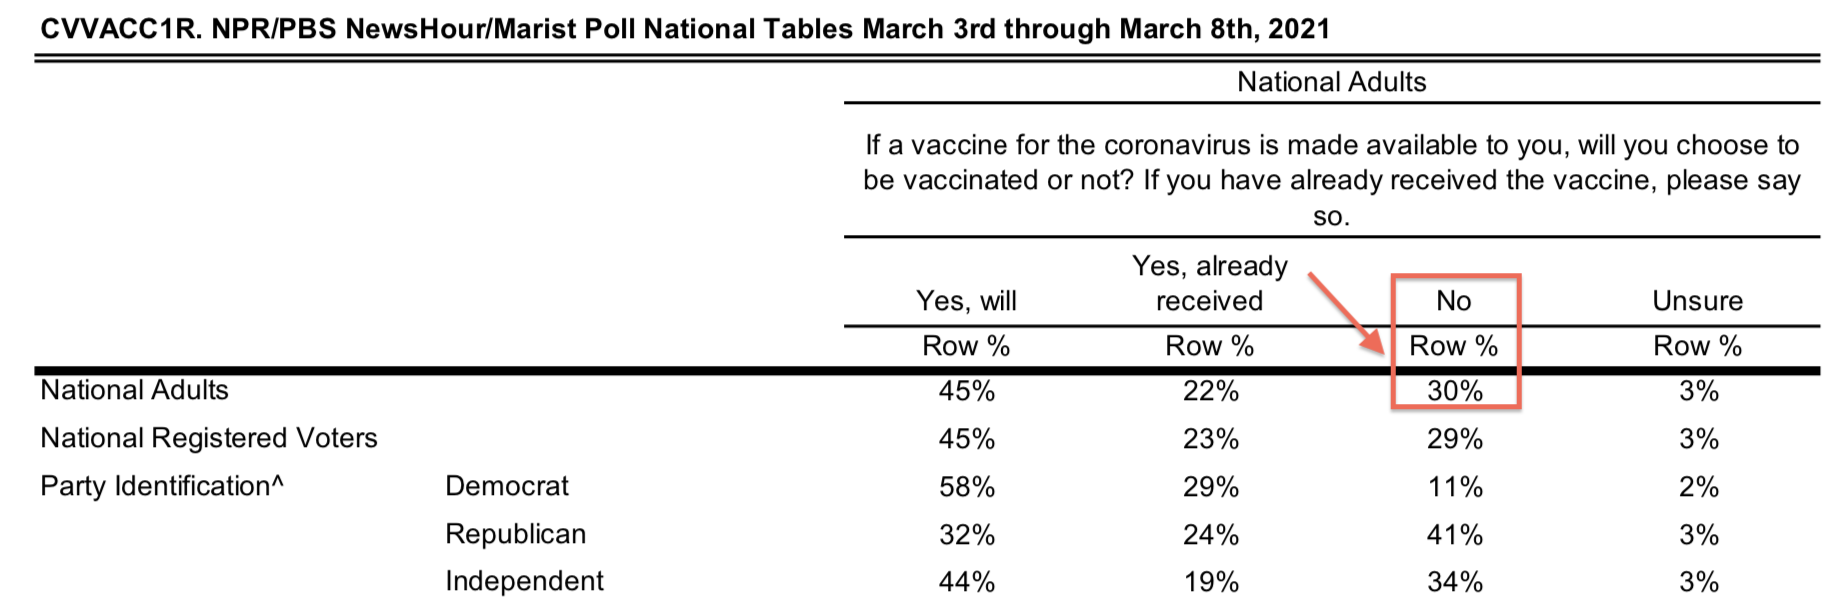 CVVACC1R. NPR/PBS NewsHour/Marist Poll National Tables March 3rd through March 8th, 2021
National Adults
If a vaccine for the coronavirus is made available to you, will you choose to
be vaccinated or not? If you have already received the vaccine, please say
so.
Yes, will Yes, already received No Unsure
Row % Row % Row % Row %
National Adults 45% 22% 30% 3%
National Registered Voters 45% 23% 29% 3%
Party Identification^ Democrat 58% 29% 11% 2%
Republican 32% 24% 41% 3%
Independent 44% 19% 34% 3%